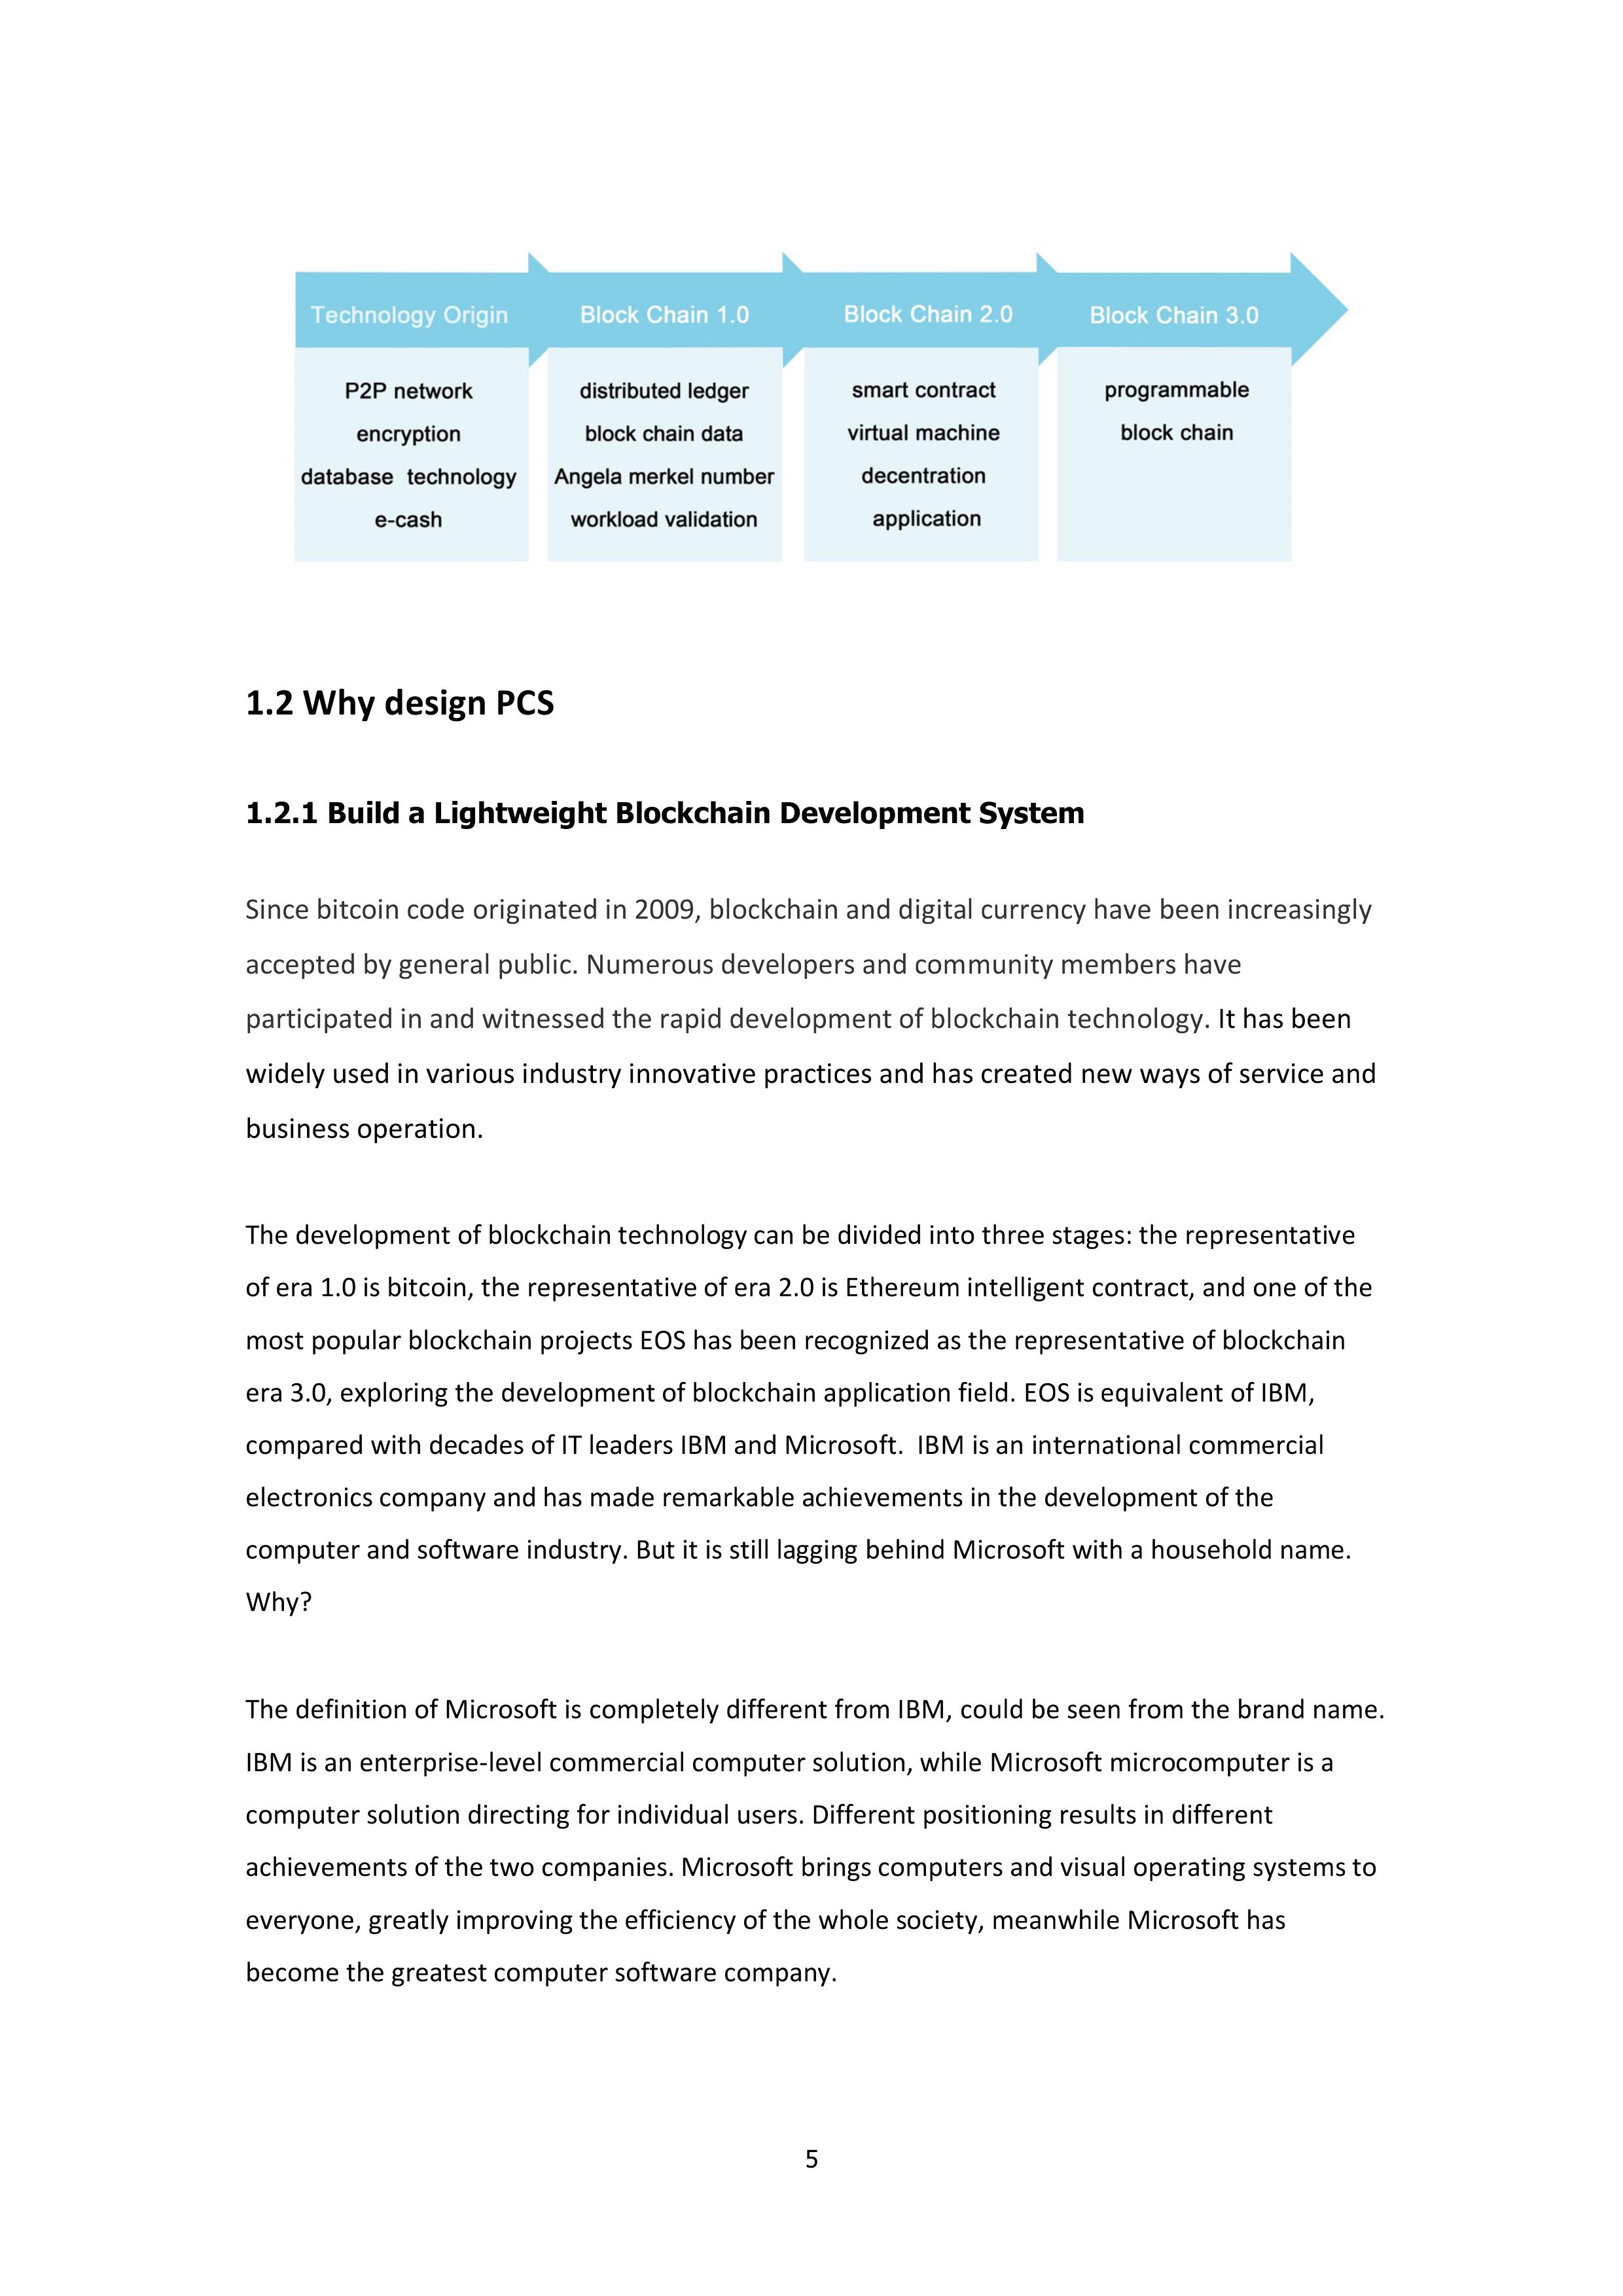 Technology Origin
P2P network
encryption
database technology
e-cash
Block Chain 1.0
distributed ledger
block chain data
Angela merkel number
workload validation
Block Chain 2.0
smart contract
virtual machine
decentration
application
Block Chain 3.0
programmable
block chain
1.2 Why design PCS
1.2.1 Build a Lightweight Blockchain Development System
Since bitcoin code originated in 2009, blockchain and digital currency have been increasingly
accepted by general public. Numerous developers and community members have
participated in and witnessed the rapid development of blockchain technology. It has been
widely used in various industry innovative practices and has created new ways of service and
business operation.
The development of blockchain technology can be divided into three stages: the representative
of era 1.0 is bitcoin, the representative of era 2.0 is Ethereum intelligent contract, and one of the
most popular blockchain projects EOS has been recognized as the representative of blockchain
era 3.0, exploring the development of blockchain application field. EOS is equivalent of IBM,
compared with decades of IT leaders IBM and Microsoft.  IBM is an international commercial
electronics company and has made remarkable achievements in the development of the
computer and software industry. But it is still lagging behind Microsoft with a household name.
Why?
The definition of Microsoft is completely different from IBM, could be seen from the brand name.
IBM is an enterprise-level commercial computer solution, while Microsoft microcomputer is a
computer solution directing for individual users. Different positioning results in different
achievements of the two companies. Microsoft brings computers and visual operating systems to
everyone, greatly improving the efficiency of the whole society, meanwhile Microsoft has
become the greatest computer software company.
5